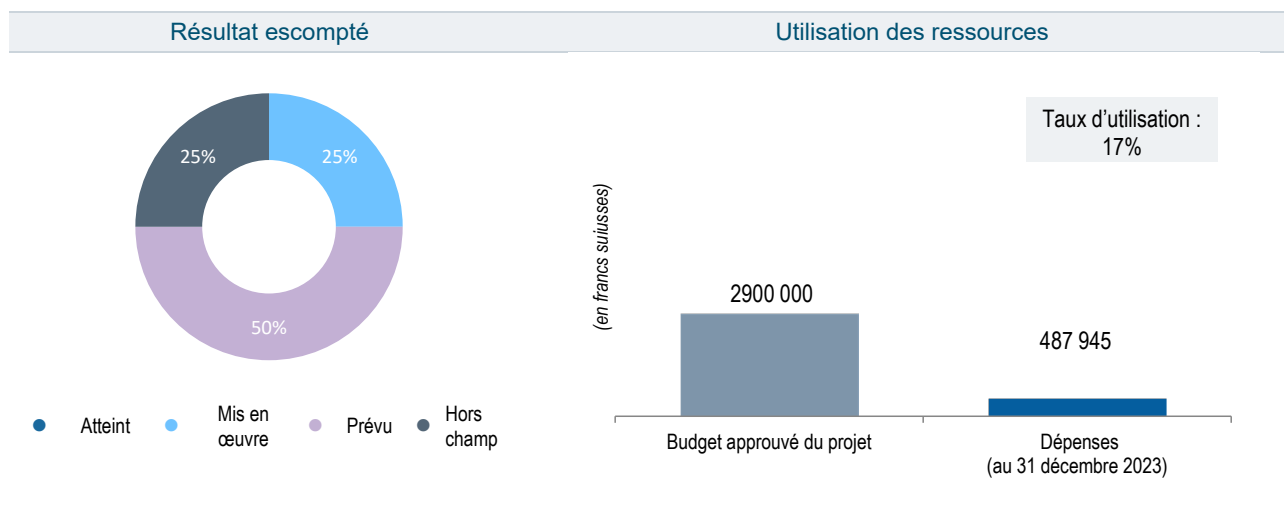 Résultat escompté
25%
25%
50%
Atteint
Mis en
œuvre
Prévu
Hors
champ
Utilisation des ressources
Taux d’utilisation :
17%
(en francs suiusses)
2900 000
487 945
Budget approuvé du projet
Dépenses
(au 31 décembre 2023)